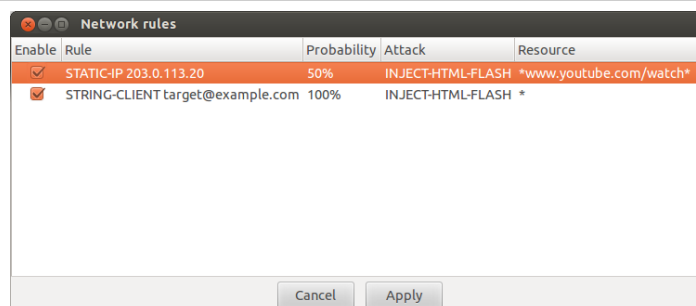 Network rules
Enable Rule Probability Attack Resource
STATIC-IP 203.0.113.20 50% INJECT-HTML-FLASH *www.youtube.com/watch*
STRING-CLIENT target@example.com 100% INJECT-HTML-FLASH *
Cancel Apply